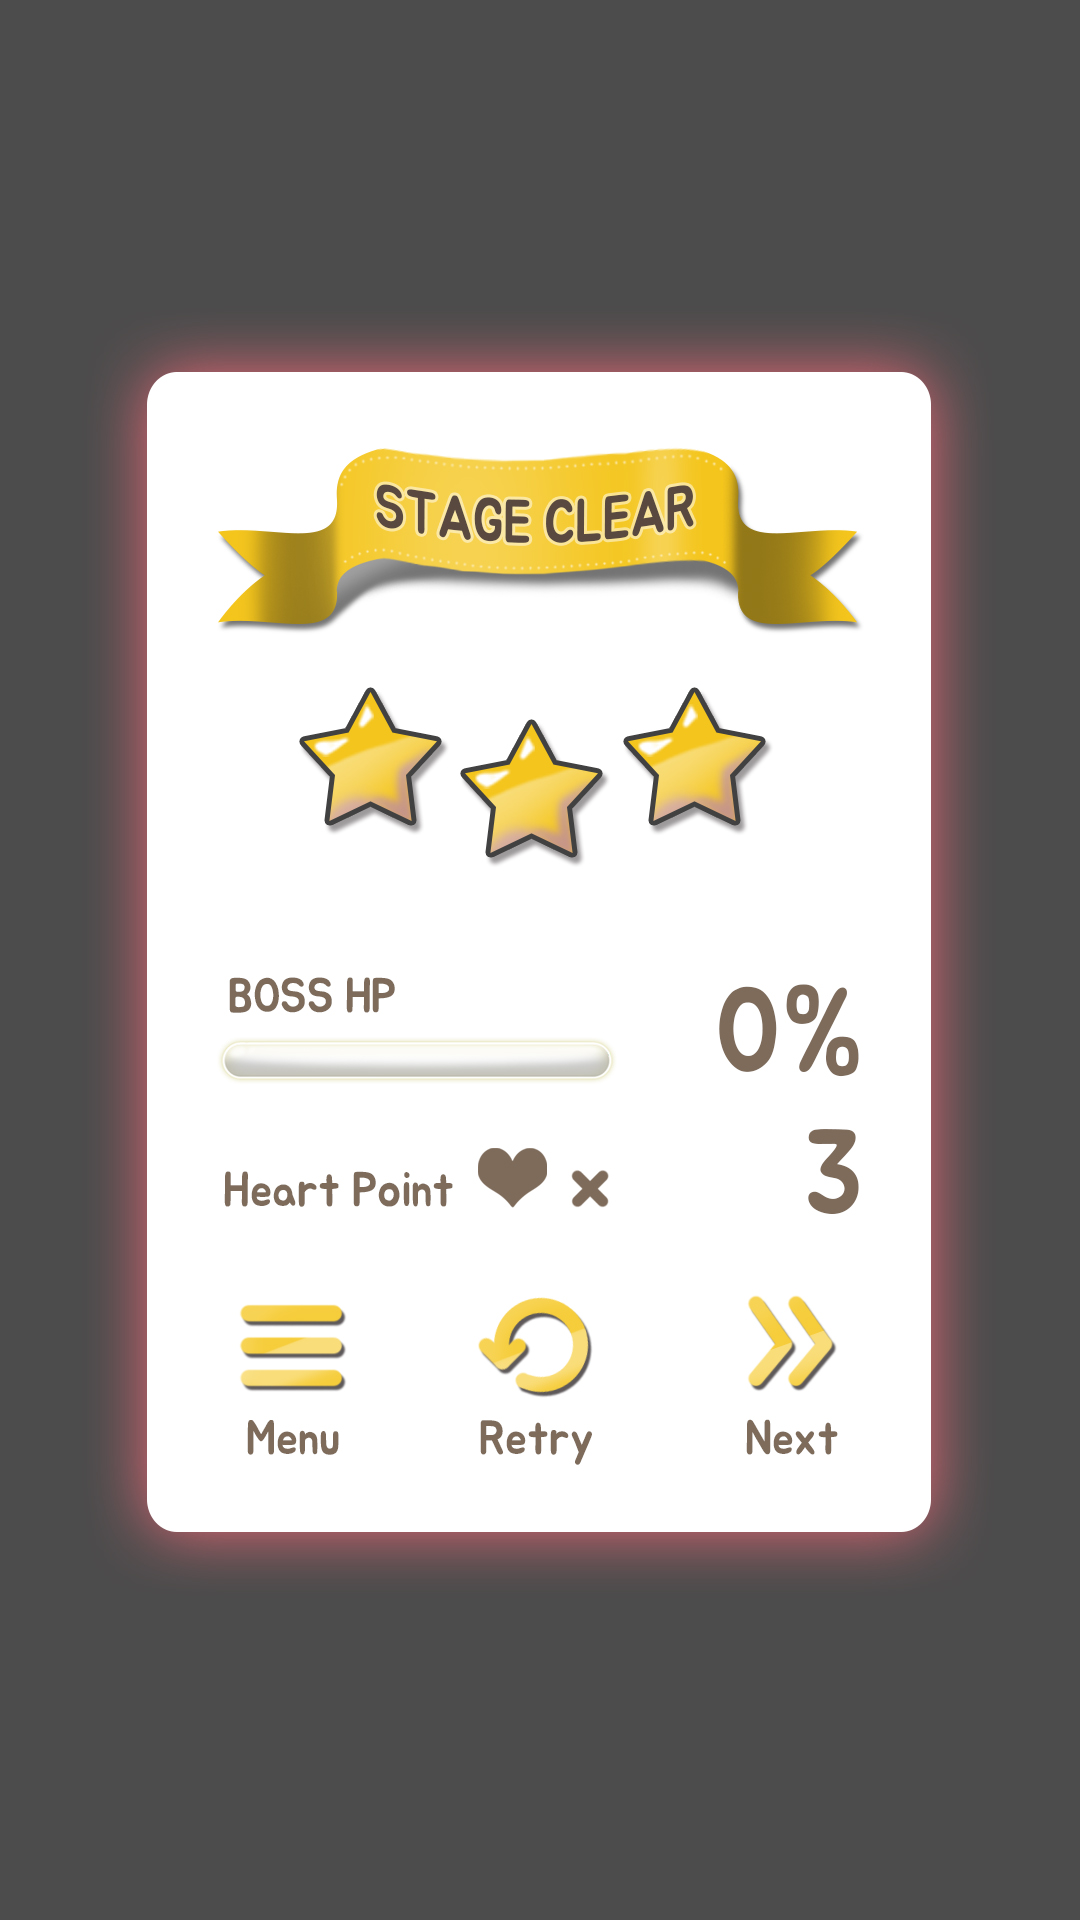 STAGE CLEAR
BOSS HP
0%
Heart Point ❤ ×
3
Menu
Retry
Next